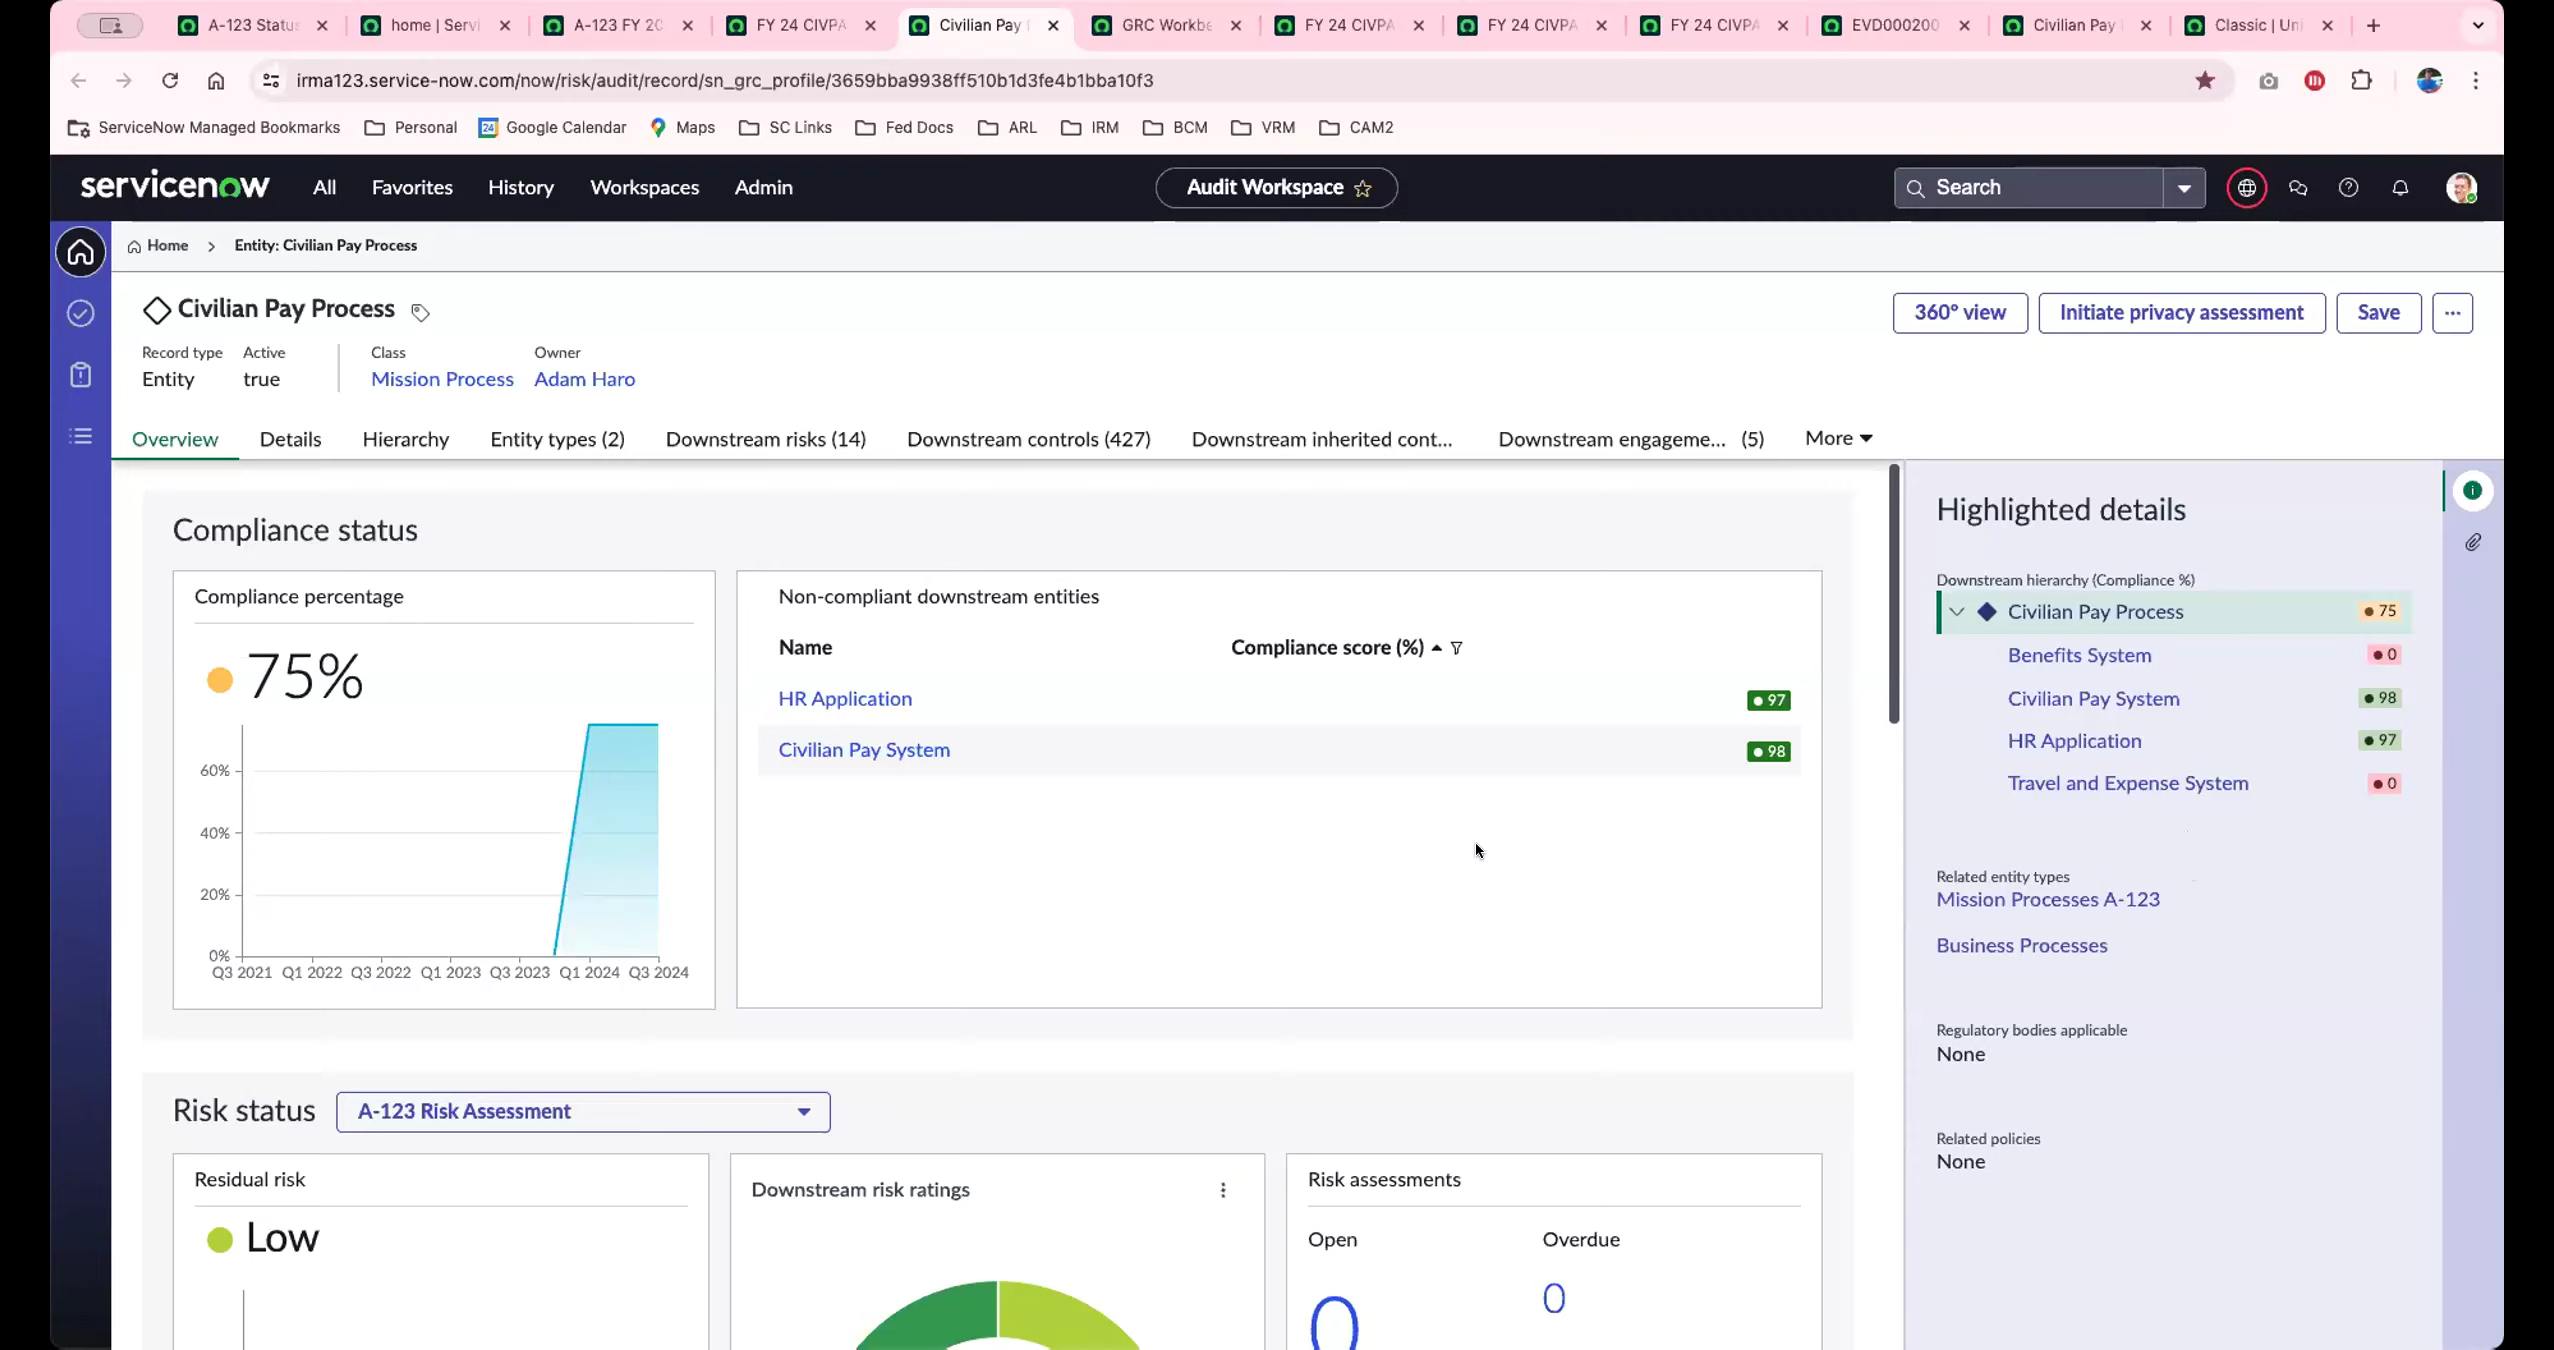 A-123 Status
home | Servi
A-123 FY 20
FY 24 CIVPA
Civilian Pay
GRC Workbe
FY 24 CIVPA
FY 24 CIVPA
FY 24 CIVPA
EVD000200
Civilian Pay
Classic | Uni
irma123.service-now.com/now/risk/audit/record/sn_grc_profile/3659bba9938ff510b1d3fe4b1bba10f3
ServiceNow Managed Bookmarks
Personal
Google Calendar
Maps
SC Links
Fed Docs
ARL
IRM
BCM
VRM
CAM2
servicenow
All
Favorites
History
Workspaces
Admin
Audit Workspace
Search
Home
Entity: Civilian Pay Process
Civilian Pay Process
360° view
Initiate privacy assessment
Save
Record type
Entity
Active
true
Class
Mission Process
Owner
Adam Haro
Overview
Details
Hierarchy
Entity types (2)
Downstream risks (14)
Downstream controls (427)
Downstream inherited cont...
Downstream engageme... (5)
More
Compliance status
Compliance percentage
75%
60%
40%
20%
0%
Q3 2021 Q1 2022 Q3 2022 Q1 2023 Q3 2023 Q1 2024 Q3 2024
Non-compliant downstream entities
Name Compliance score (%)
HR Application 97
Civilian Pay System 98
Risk status
A-123 Risk Assessment
Residual risk
Low
Downstream risk ratings
Risk assessments
Open
0
Overdue
0
Highlighted details
Downstream hierarchy (Compliance %)
Civilian Pay Process 75
Benefits System 0
Civilian Pay System 98
HR Application 97
Travel and Expense System 0
Related entity types
Mission Processes A-123
Business Processes
Regulatory bodies applicable
None
Related policies
None